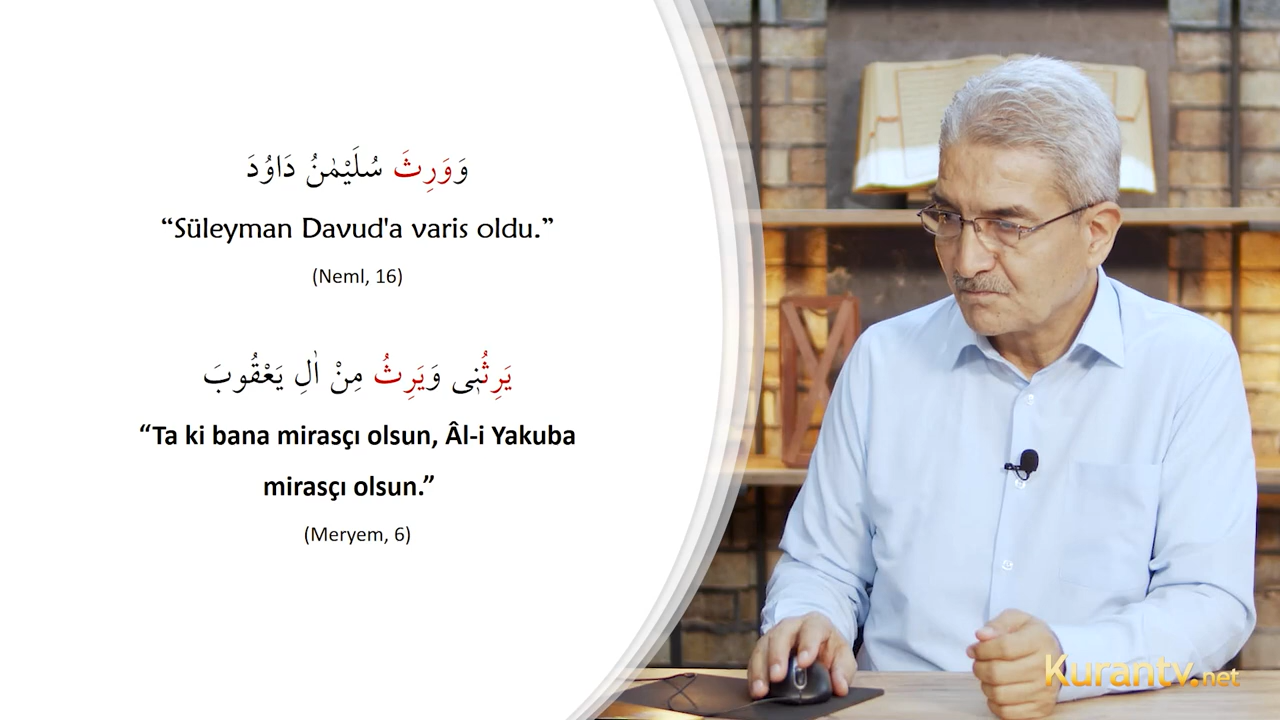 وَوَرِثَ سُلَيْمٰنُ دَاوُدَ
“Süleyman Davud'a varis oldu.”
(Neml, 16)
يَرِثُن۪ى وَيَرِثُ مِنْ اٰلِ يَعْقُوبَ
“Ta ki bana mirasçı olsun, Âl-i Yakuba
mirasçı olsun.”
(Meryem, 6)
Kurantv.net